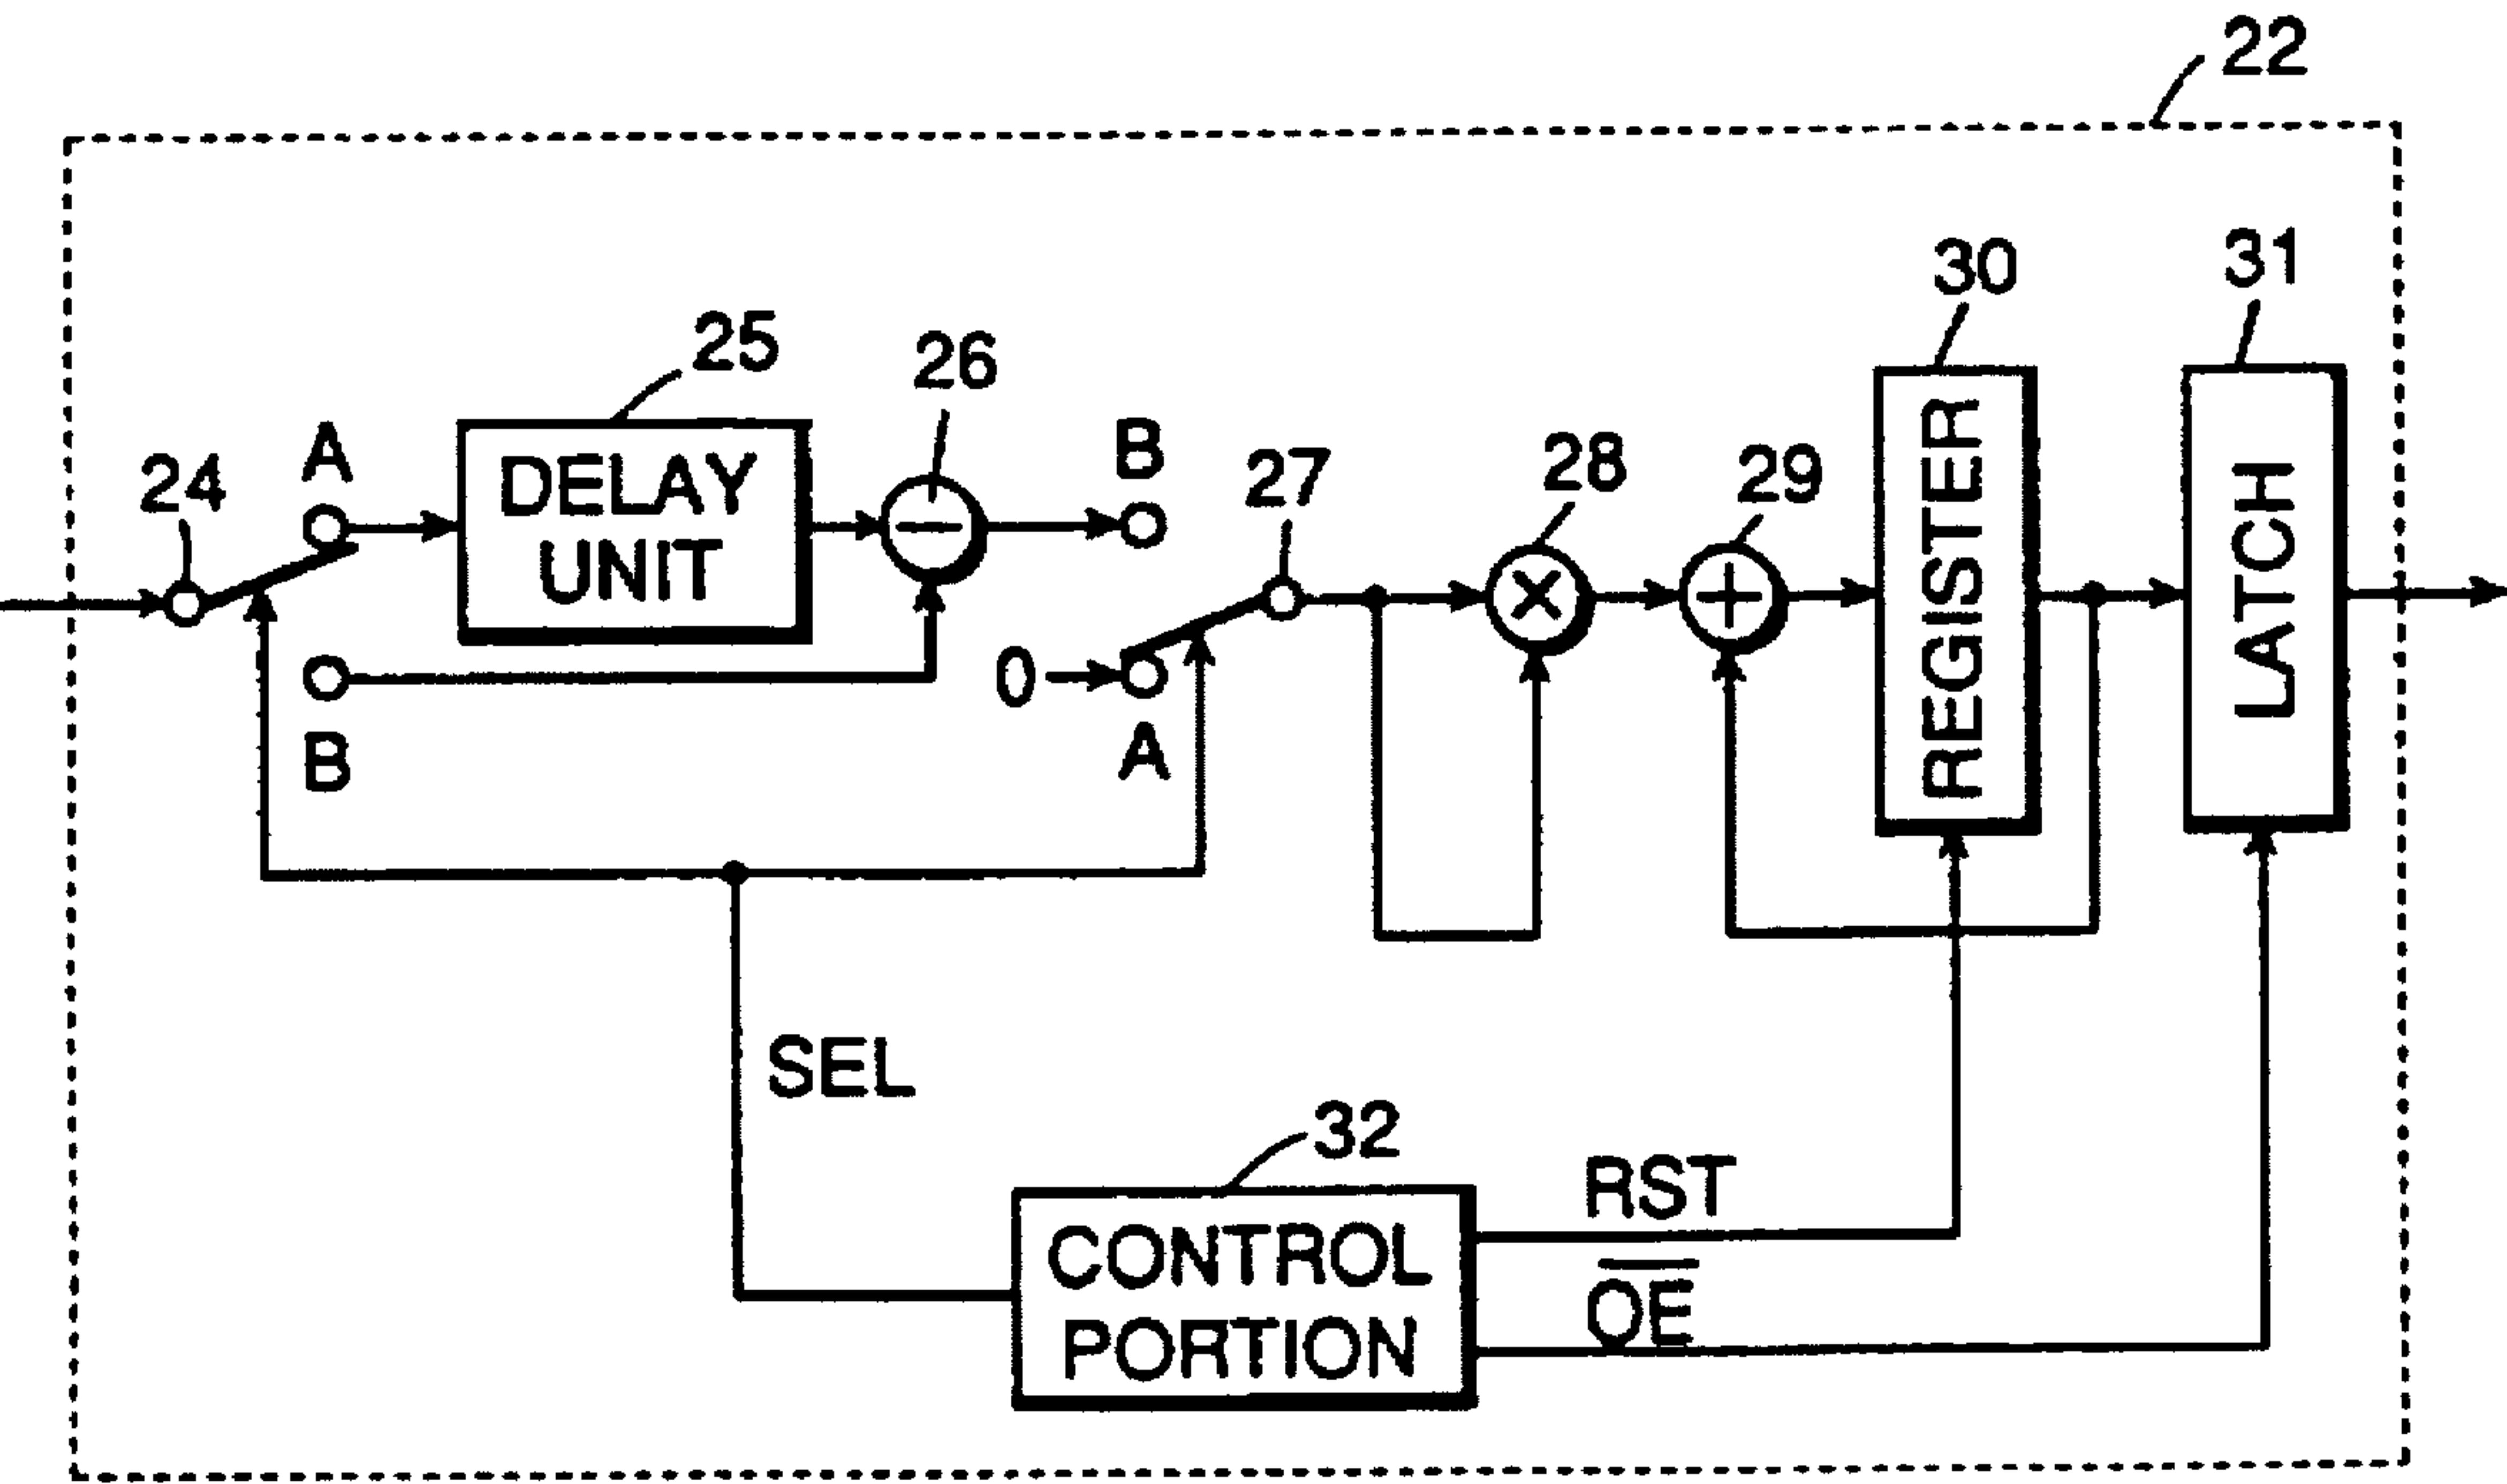 22
30
31
25
26
A
24
B
27
28
29
DELAY
UNIT
REGISTER
LATCH
0
B
A
SEL
32
RST
CONTROL
PORTION
O̅E̅